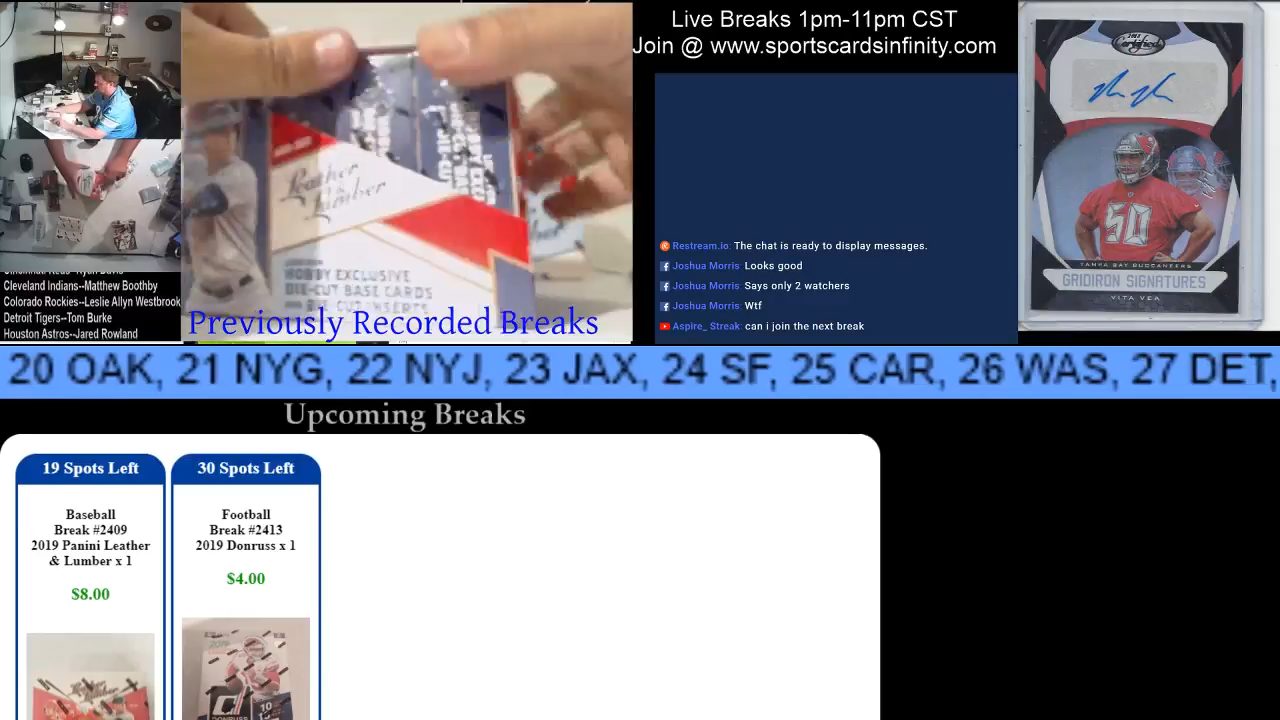 Live Breaks 1pm-11pm CST
Join @ www.sportscardsinfinity.com
Leather
Lumber
HOBBY EXCLUSIVE
DIE-CUT BASE CARDS
Previously Recorded Breaks
Cleveland Indians--Matthew Boothby
Colorado Rockies--Leslie Allyn Westbrook
Detroit Tigers--Tom Burke
Houston Astros--Jared Rowland
Restream.io: The chat is ready to display messages.
Joshua Morris: Looks good
Joshua Morris: Says only 2 watchers
Joshua Morris: Wtf
Aspire_ Streak: can i join the next break
Certified
50
TAMPA BAY BUCCANEERS
GRIDIRON SIGNATURES
VITA VEA
20 OAK, 21 NYG, 22 NYJ, 23 JAX, 24 SF, 25 CAR, 26 WAS, 27 DET,
Upcoming Breaks
19 Spots Left
Baseball
Break #2409
2019 Panini Leather
& Lumber x 1
$8.00
30 Spots Left
Football
Break #2413
2019 Donruss x 1
$4.00
DONRUSS